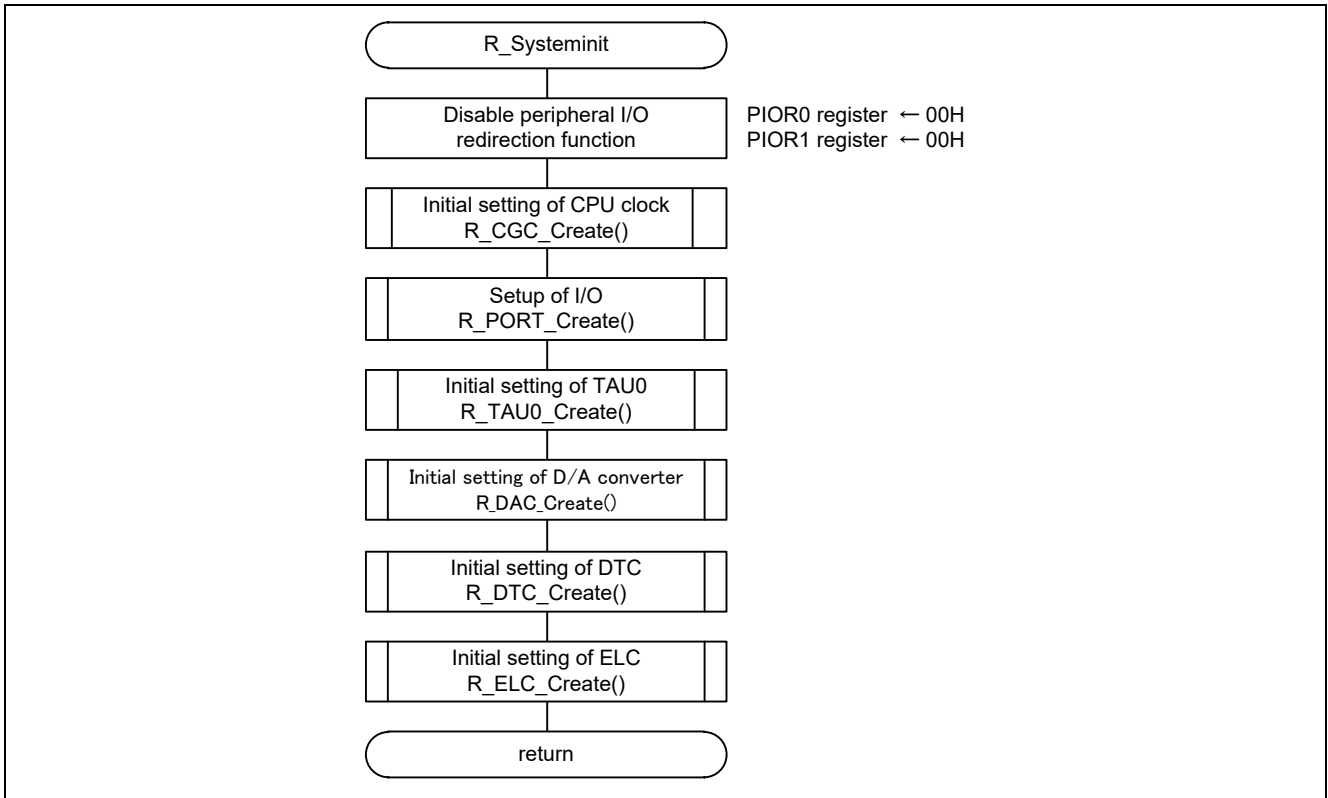 R_Systeminit
Disable peripheral I/O
redirection function
PIOR0 register ← 00H
PIOR1 register ← 00H
Initial setting of CPU clock
R_CGC_Create()
Setup of I/O
R_PORT_Create()
Initial setting of TAU0
R_TAU0_Create()
Initial setting of D/A converter
R_DAC_Create()
Initial setting of DTC
R_DTC_Create()
Initial setting of ELC
R_ELC_Create()
return